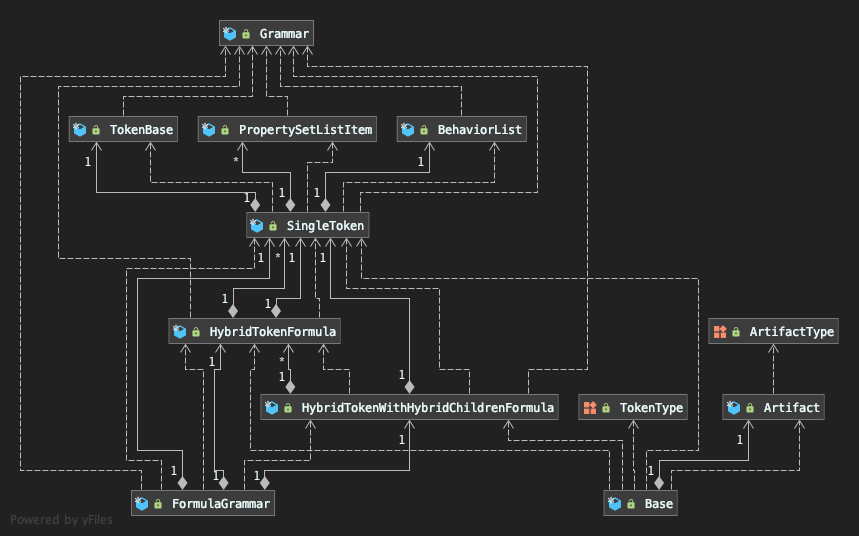 Grammar
TokenBase
PropertySetListItem
BehaviorList
1
*
1
1
1
1
SingleToken
1
*
1
1
1
1
HybridTokenFormula
ArtifactType
1
*
1
1
HybridTokenWithHybridChildrenFormula
TokenType
Artifact
1
1
1
1
1
1
FormulaGrammar
Base
Powered by yFiles